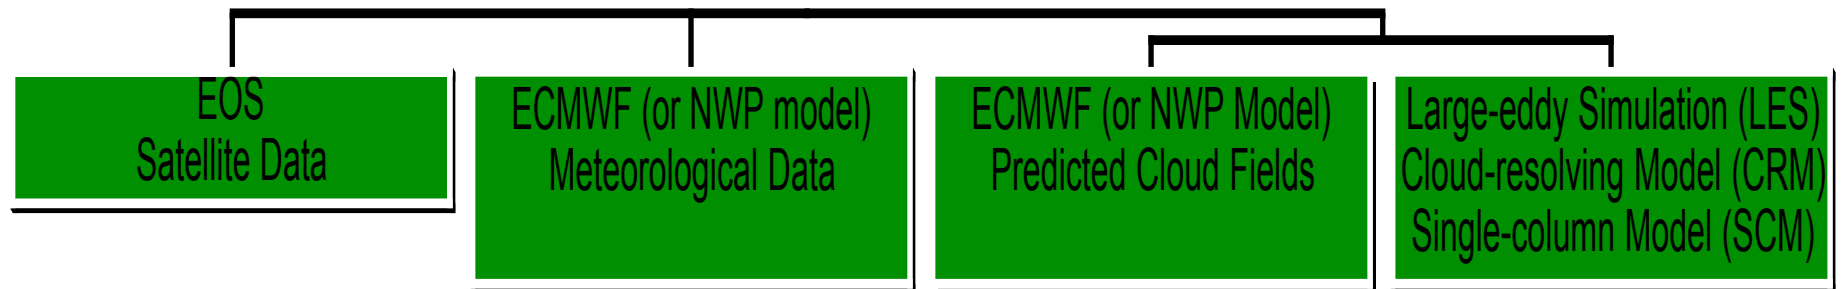 EOS
Satellite Data
ECMWF (or NWP model)
Meteorological Data
ECMWF (or NWP Model)
Predicted Cloud Fields
Large-eddy Simulation (LES)
Cloud-resolving Model (CRM)
Single-column Model (SCM)